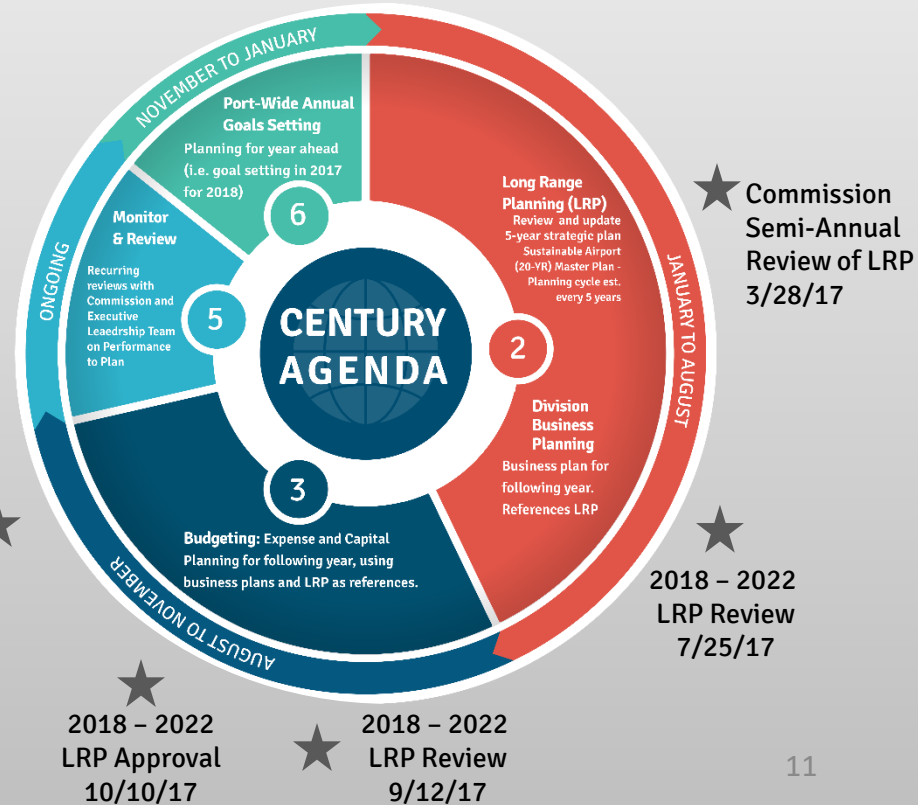 NOVEMBER TO JANUARY
Port-Wide Annual
Goals Setting
Planning for year ahead
(i.e. goal setting in 2017
for 2018)
6
Long Range
Planning (LRP)
Review and update
5-year strategic plan
Sustainable Airport
(20-YR) Master Plan -
Planning cycle est.
every 5 years
2
Division
Business
Planning
Business plan for
following year.
References LRP
JANUARY TO AUGUST
Commission
Semi-Annual
Review of LRP
3/28/17
ONGOING
Monitor
& Review
Recurring
reviews with
Commission and
Executive
Leaedrship Team
on Performance
to Plan
5
CENTURY
AGENDA
3
Budgeting: Expense and Capital
Planning for following year, using
business plans and LRP as references.
AUGUST TO NOVEMBER
2018 – 2022
LRP Review
7/25/17
2018 – 2022
LRP Approval
10/10/17
2018 – 2022
LRP Review
9/12/17
11